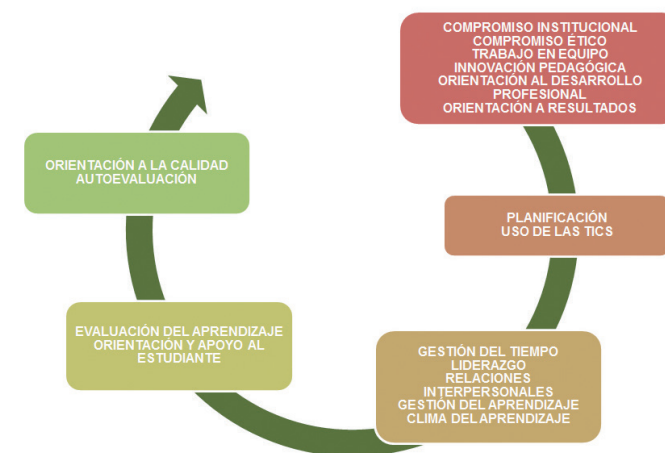 COMPROMISO INSTITUCIONAL
COMPROMISO ÉTICO
TRABAJO EN EQUIPO
INNOVACIÓN PEDAGÓGICA
ORIENTACIÓN AL DESARROLLO
PROFESIONAL
ORIENTACIÓN A RESULTADOS
PLANIFICACIÓN
USO DE LAS TICS
GESTIÓN DEL TIEMPO
LIDERAZGO
RELACIONES
INTERPERSONALES
GESTIÓN DEL APRENDIZAJE
CLIMA DEL APRENDIZAJE
EVALUACIÓN DEL APRENDIZAJE
ORIENTACIÓN Y APOYO AL
ESTUDIANTE
ORIENTACIÓN A LA CALIDAD
AUTOEVALUACIÓN